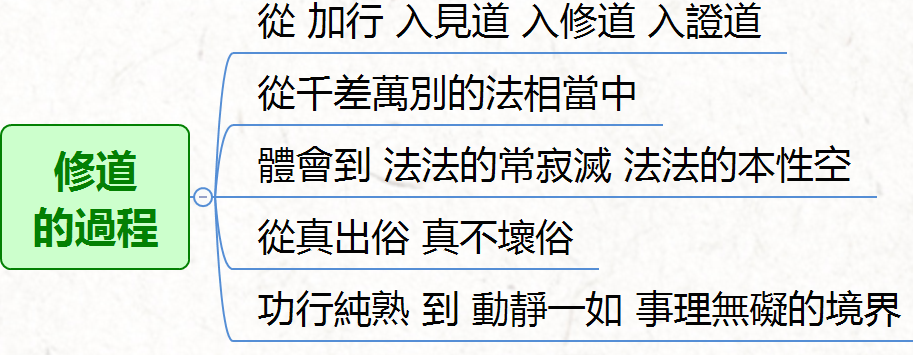 修道
的過程
從 加行 入見道 入修道 入證道
從千差萬別的法相當中
體會到 法法的常寂滅 法法的本性空
從真出俗 真不壞俗
功行純熟 到 動靜一如 事理無礙的境界